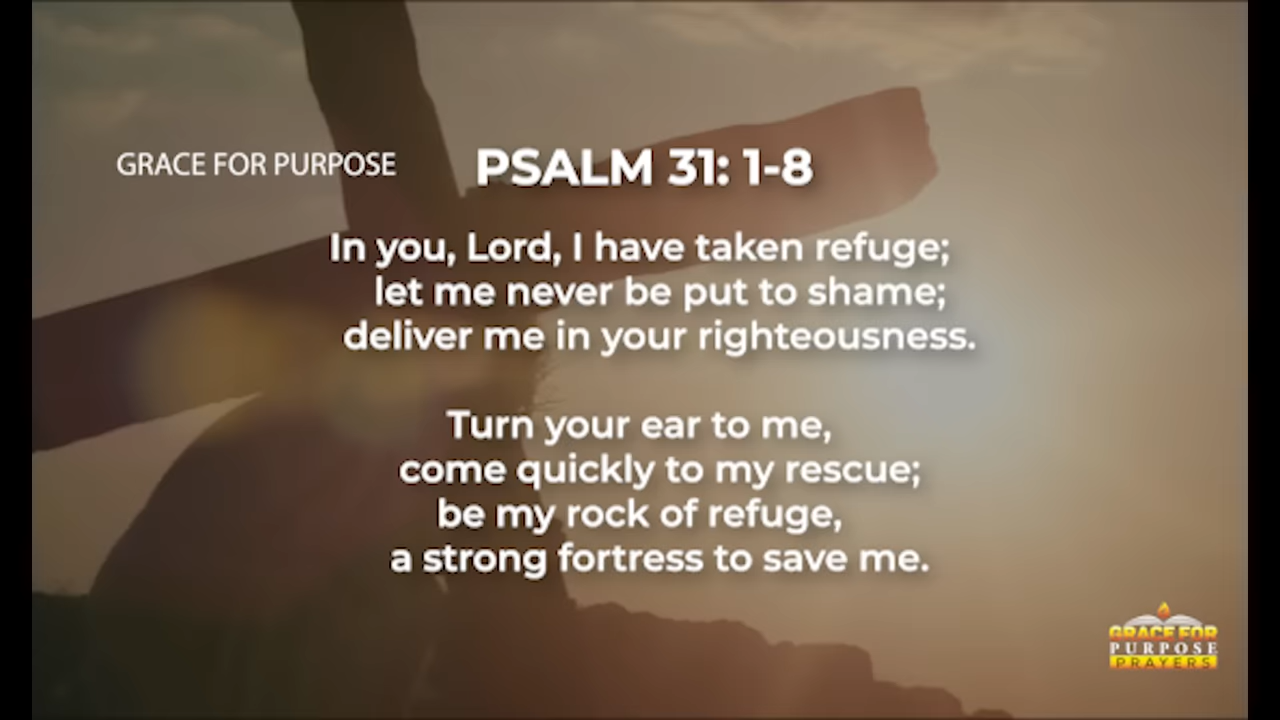 GRACE FOR PURPOSE
PSALM 31: 1-8
In you, Lord, I have taken refuge;
let me never be put to shame;
deliver me in your righteousness.
Turn your ear to me,
come quickly to my rescue;
be my rock of refuge,
a strong fortress to save me.
GRACE FOR
PURPOSE
PRAYERS